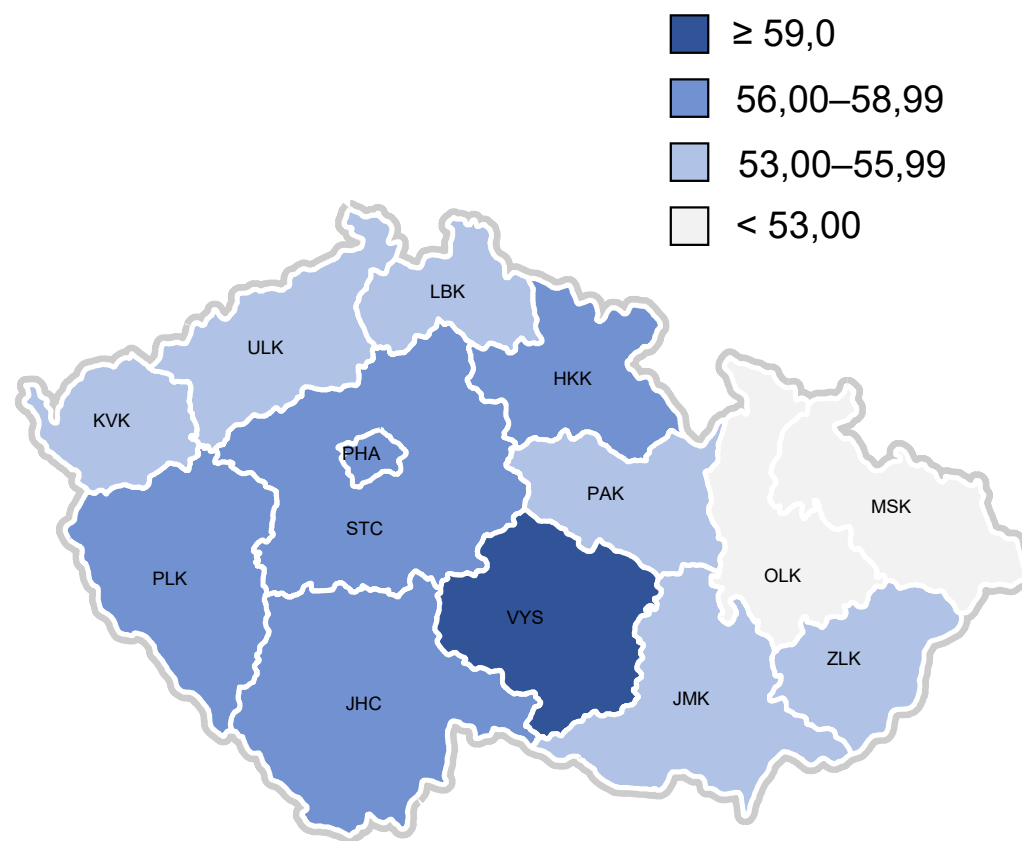 ≥ 59,0
56,00–58,99
53,00–55,99
< 53,00
LBK
ULK
HKK
KVK
PHA
PAK
MSK
STC
OLK
PLK
VYS
ZLK
JMK
JHC